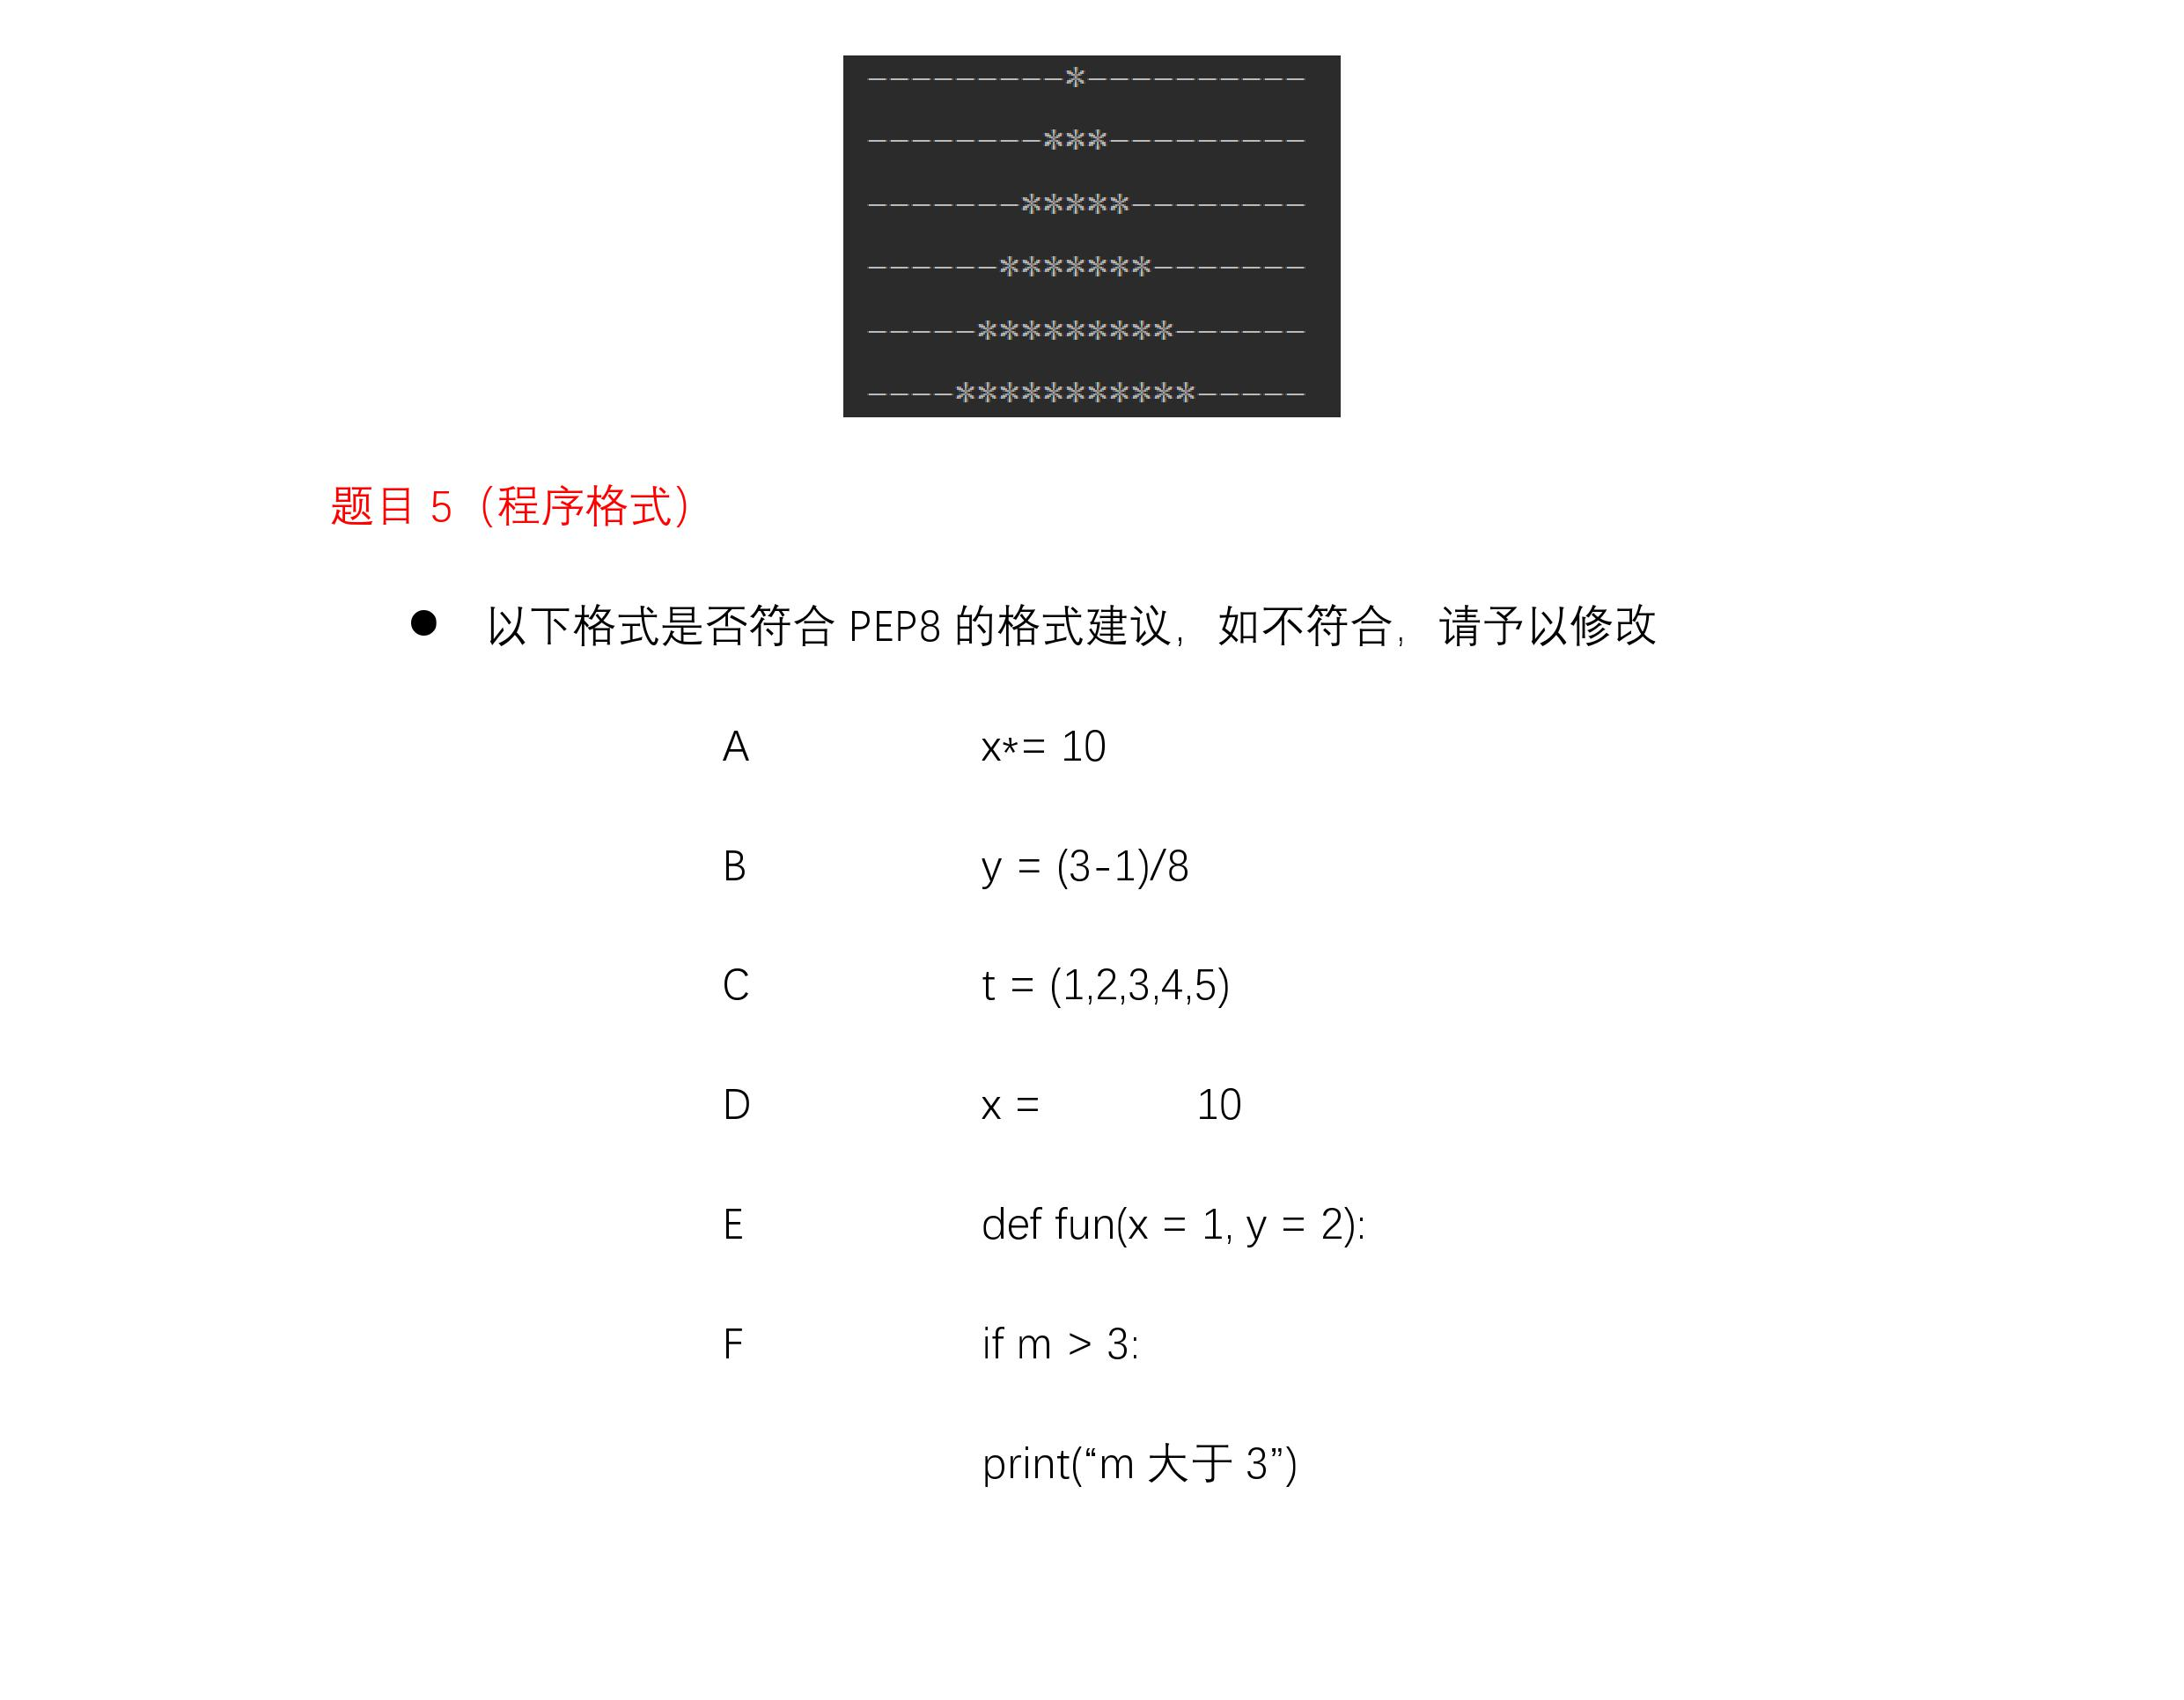 ---------*----------
--------***---------
-------*****--------
------*******-------
-----*********------
----***********-----
题目 5（程序格式）
● 以下格式是否符合 PEP8 的格式建议，如不符合，请予以修改
A x*= 10
B y = (3-1)/8
C t = (1,2,3,4,5)
D x =          10
E def fun(x = 1, y = 2):
F if m > 3:
print(“m 大于 3”)